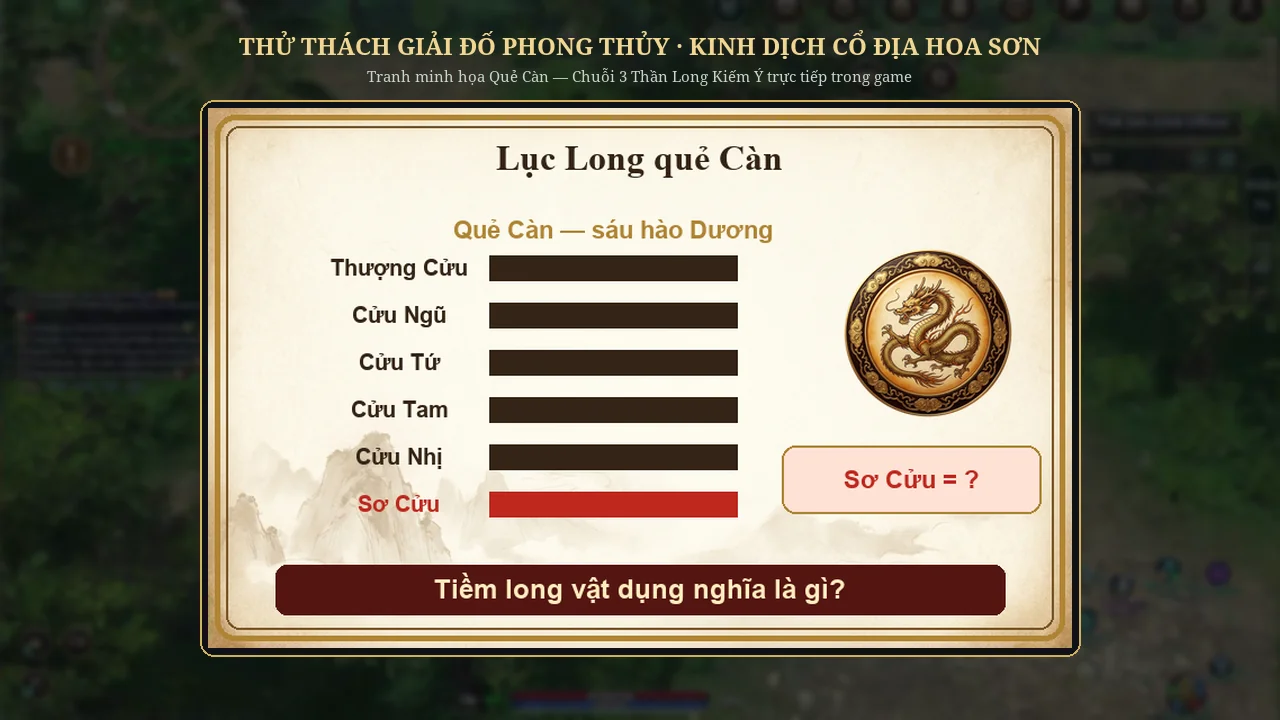 THỬ THÁCH GIẢI ĐỐ PHONG THỦY · KINH DỊCH CỔ ĐỊA HOA SƠN
Tranh minh họa Quẻ Càn — Chuỗi 3 Thần Long Kiếm Ý trực tiếp trong game
Lục Long quẻ Càn
Quẻ Càn — sáu hào Dương
Thượng Cửu
Cửu Ngũ
Cửu Tứ
Cửu Tam
Cửu Nhị
Sơ Cửu
Sơ Cửu = ?
Tiềm long vật dụng nghĩa là gì?